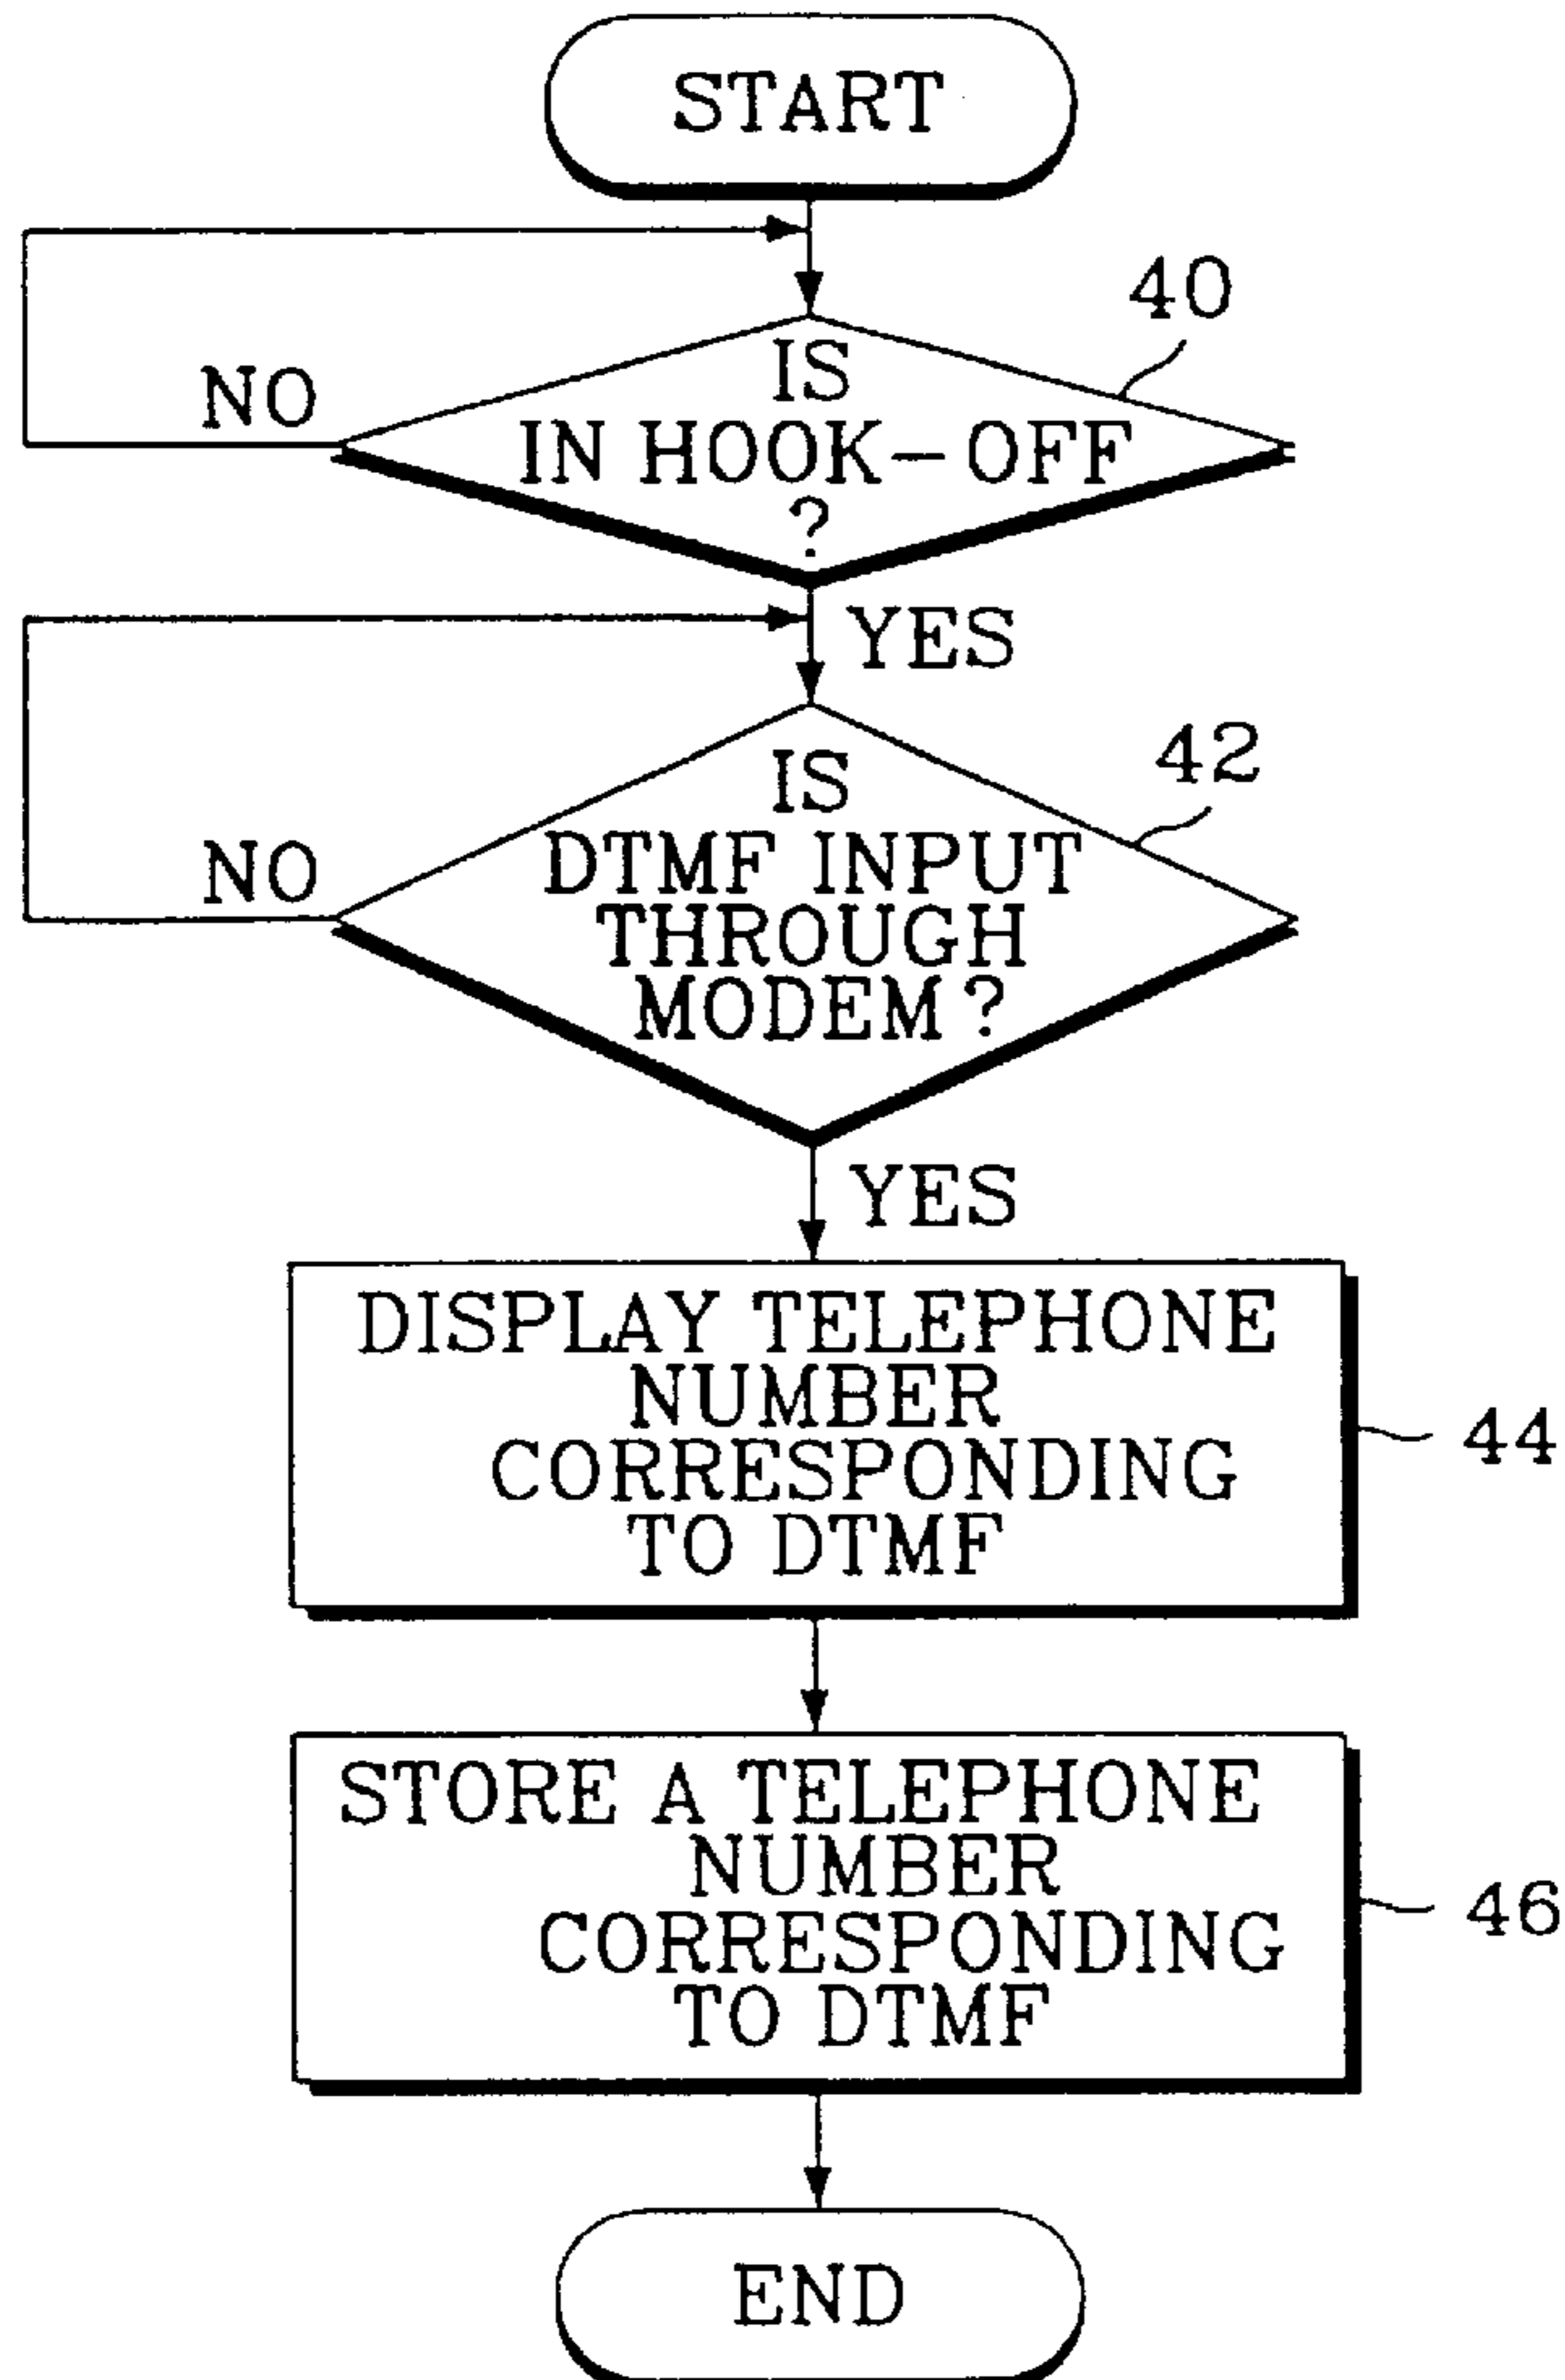 START
40
IS
IN HOOK-OFF
?
NO
YES
42
IS
DTMF INPUT
THROUGH
MODEM?
NO
YES
DISPLAY TELEPHONE
NUMBER
CORRESPONDING
TO DTMF
44
STORE A TELEPHONE
NUMBER
CORRESPONDING
TO DTMF
46
END